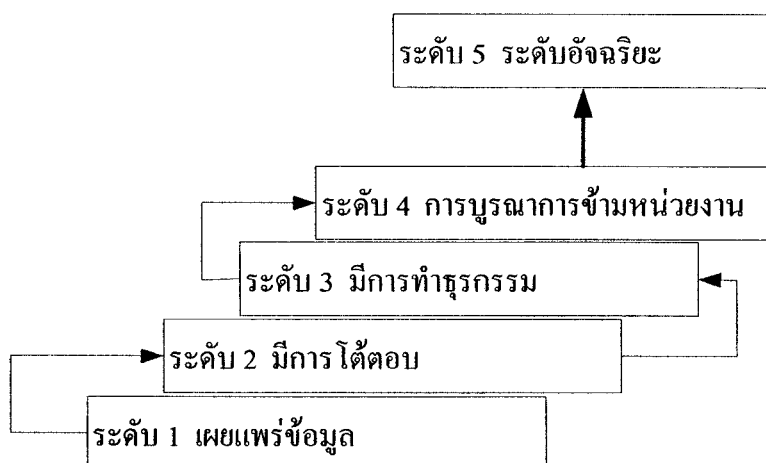 ระดับ 5 ระดับอัจฉริยะ
ระดับ 4 การบูรณาการข้ามหน่วยงาน
ระดับ 3 มีการทำธุรกรรม
ระดับ 2 มีการโต้ตอบ
ระดับ 1 เผยแพร่ข้อมูล